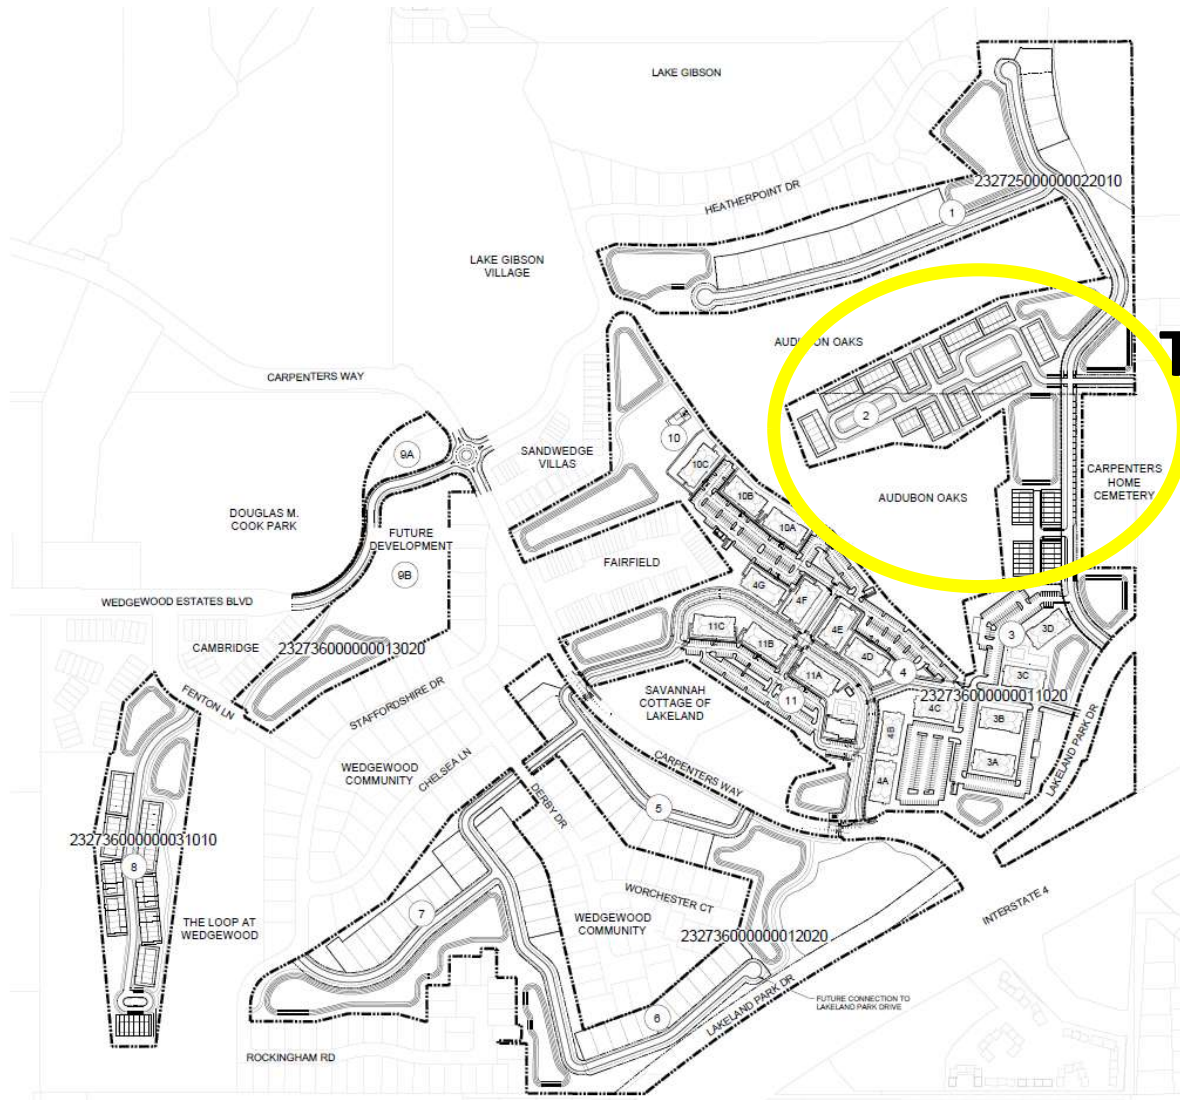 LAKE GIBSON
232725000000022010
HEATHERPOINT DR
1
LAKE GIBSON
VILLAGE
AUDUBON OAKS
T
CARPENTERS WAY
2
10
SANDWEDGE
VILLAS
9A
10C
10B
10A
CARPENTERS
HOME
CEMETERY
AUDUBON OAKS
DOUGLAS M.
COOK PARK
FUTURE
DEVELOPMENT
9B
FAIRFIELD
4G
4F
4E
4D
4
WEDGEWOOD ESTATES BLVD
11C
11B
11A
11
3
3D
3C
CAMBRIDGE
232736000000013020
232736000000011020
FENTON LN
STAFFORDSHIRE DR
SAVANNAH
COTTAGE OF
LAKELAND
4C
3B
4B
3A
4A
LAKELAND PARK DR
WEDGEWOOD
COMMUNITY
CHELSEA LN
CARPENTERS WAY
DERBY DR
5
232736000000031010
8
WORCHESTER CT
INTERSTATE 4
7
THE LOOP AT
WEDGEWOOD
WEDGEWOOD
COMMUNITY
232736000000012020
FUTURE CONNECTION TO
LAKELAND PARK DRIVE
6
LAKELAND PARK DR
ROCKINGHAM RD